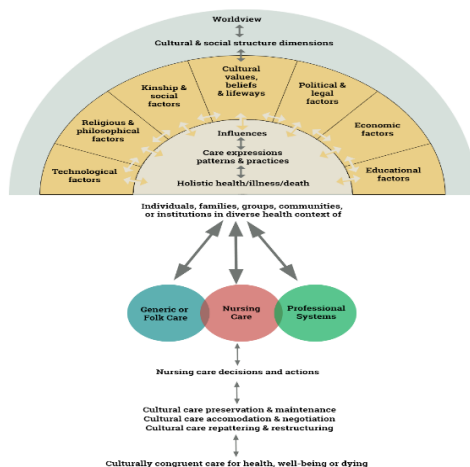 Worldview
Cultural & social structure dimensions
Cultural
values,
beliefs
& lifeways
Kinship &
social
factors
Political &
legal
factors
Religious &
philosophical
factors
Economic
factors
Technological
factors
Educational
factors
Influences
Care expressions
patterns & practices
Holistic health/illness/death
Individuals, families, groups, communities,
or institutions in diverse health context of
Generic or
Folk Care
Nursing
Care
Professional
Systems
Nursing care decisions and actions
Cultural care preservation & maintenance
Cultural care accomodation & negotiation
Cultural care repattering & restructuring
Culturally congruent care for health, well-being or dying